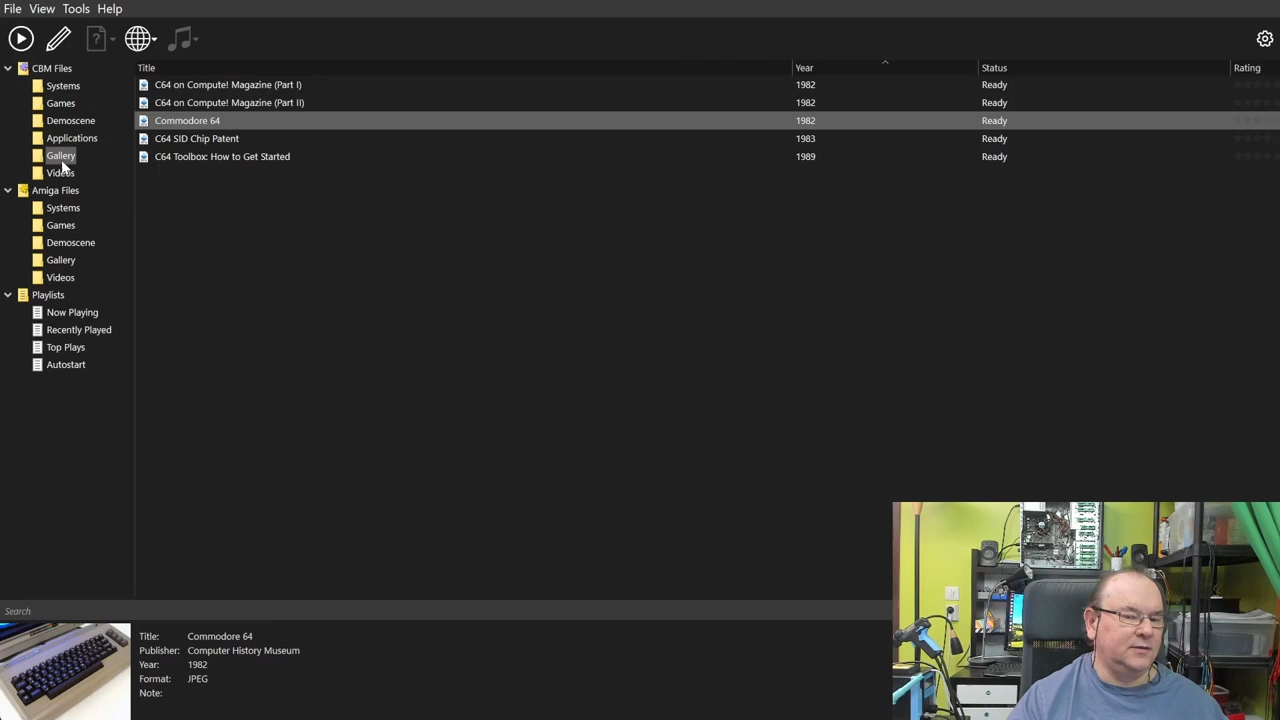 File View Tools Help
CBM Files
Systems
Games
Demoscene
Applications
Gallery
Videos
Amiga Files
Systems
Games
Demoscene
Gallery
Videos
Playlists
Now Playing
Recently Played
Top Plays
Autostart
Title Year Status Rating
C64 on Compute! Magazine (Part I) 1982 Ready
C64 on Compute! Magazine (Part II) 1982 Ready
Commodore 64 1982 Ready
C64 SID Chip Patent 1983 Ready
C64 Toolbox: How to Get Started 1989 Ready
Search
Title: Commodore 64
Publisher: Computer History Museum
Year: 1982
Format: JPEG
Note: